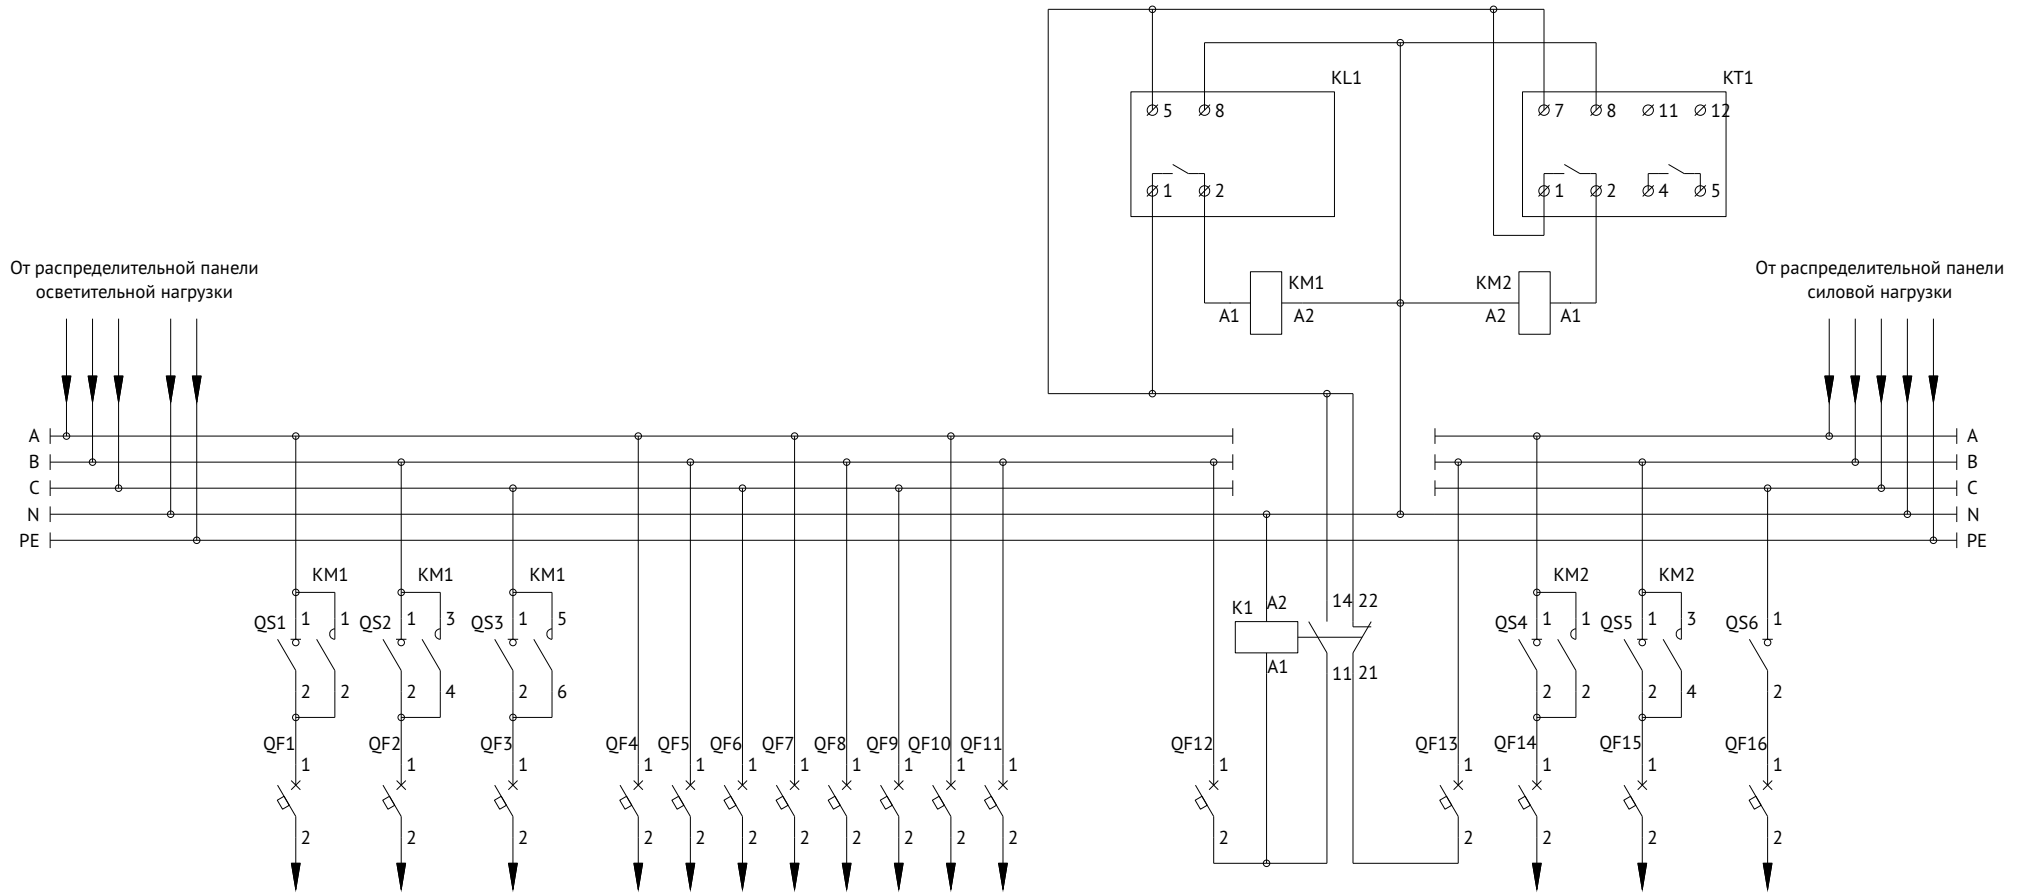 KL1
KT1
5 8
7 8 11 12
1 2
1 2 4 5
От распределительной панели
осветительной нагрузки
От распределительной панели
силовой нагрузки
KM1
KM2
A1 A2
A2 A1
A
B
C
N
PE
A
B
C
N
PE
KM1 KM1 KM1
KM2 KM2
QS1 1 1 QS2 1 3 QS3 1 5
K1 A2 14 22
QS4 1 1 QS5 1 3 QS6 1
A1 11 21
2 2 2 4 2 6
2 2 2 4 2
QF1 QF2 QF3 QF4 QF5 QF6 QF7 QF8 QF9 QF10 QF11 QF12 QF13 QF14 QF15 QF16
1 1 1 1 1 1 1 1 1 1 1 1 1 1 1 1
2 2 2 2 2 2 2 2 2 2 2 2 2 2 2 2